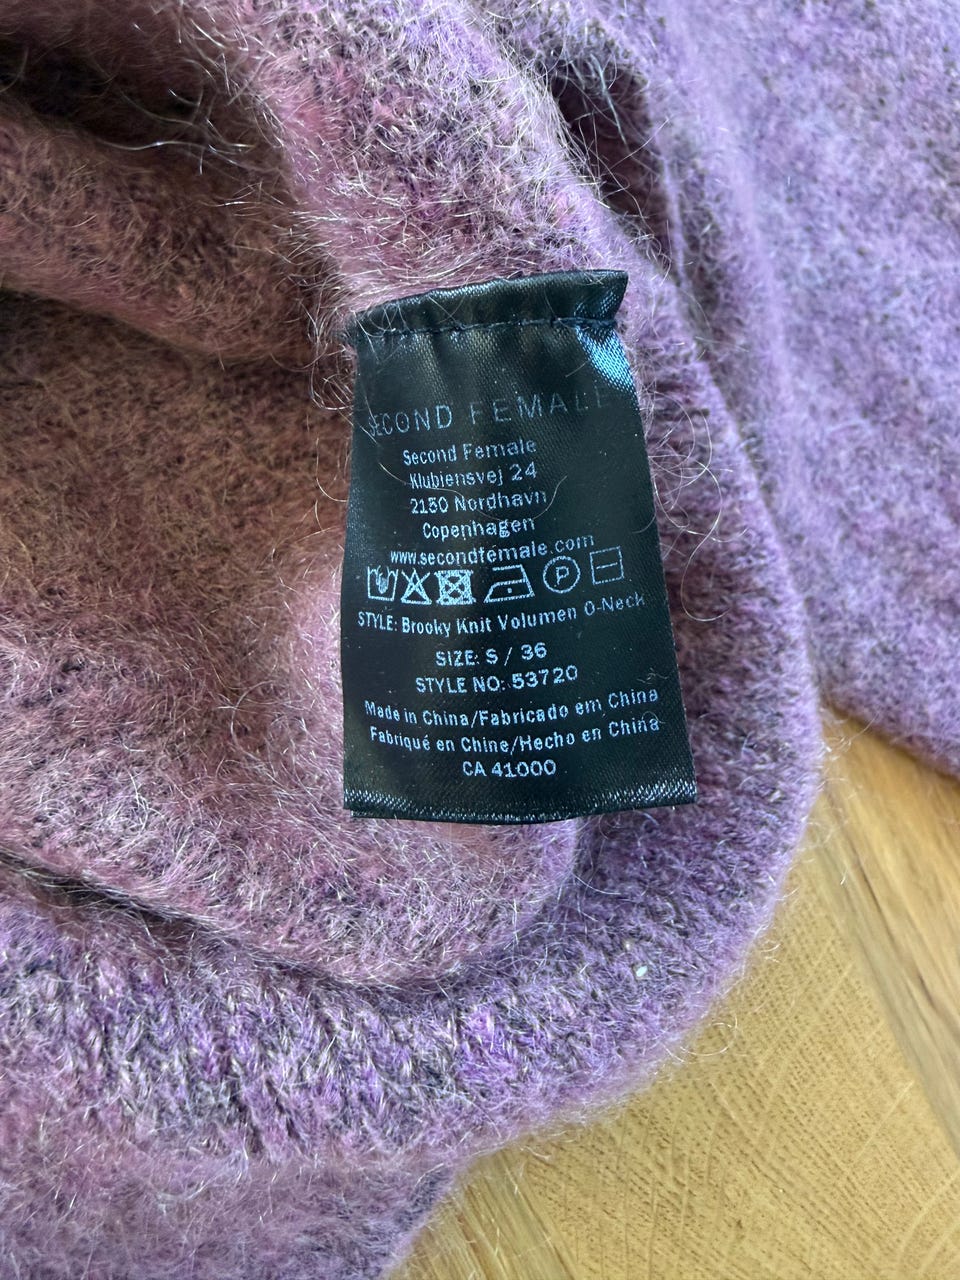 SECOND FEMALE
Second Female
Klubiensvej 24
2150 Nordhavn
Copenhagen
www.secondfemale.com
P
STYLE: Brooky Knit Volumen O-Neck
SIZE: S / 36
STYLE NO: 53720
Made in China/Fabricado em China
Fabriqué en Chine/Hecho en China
CA 41000